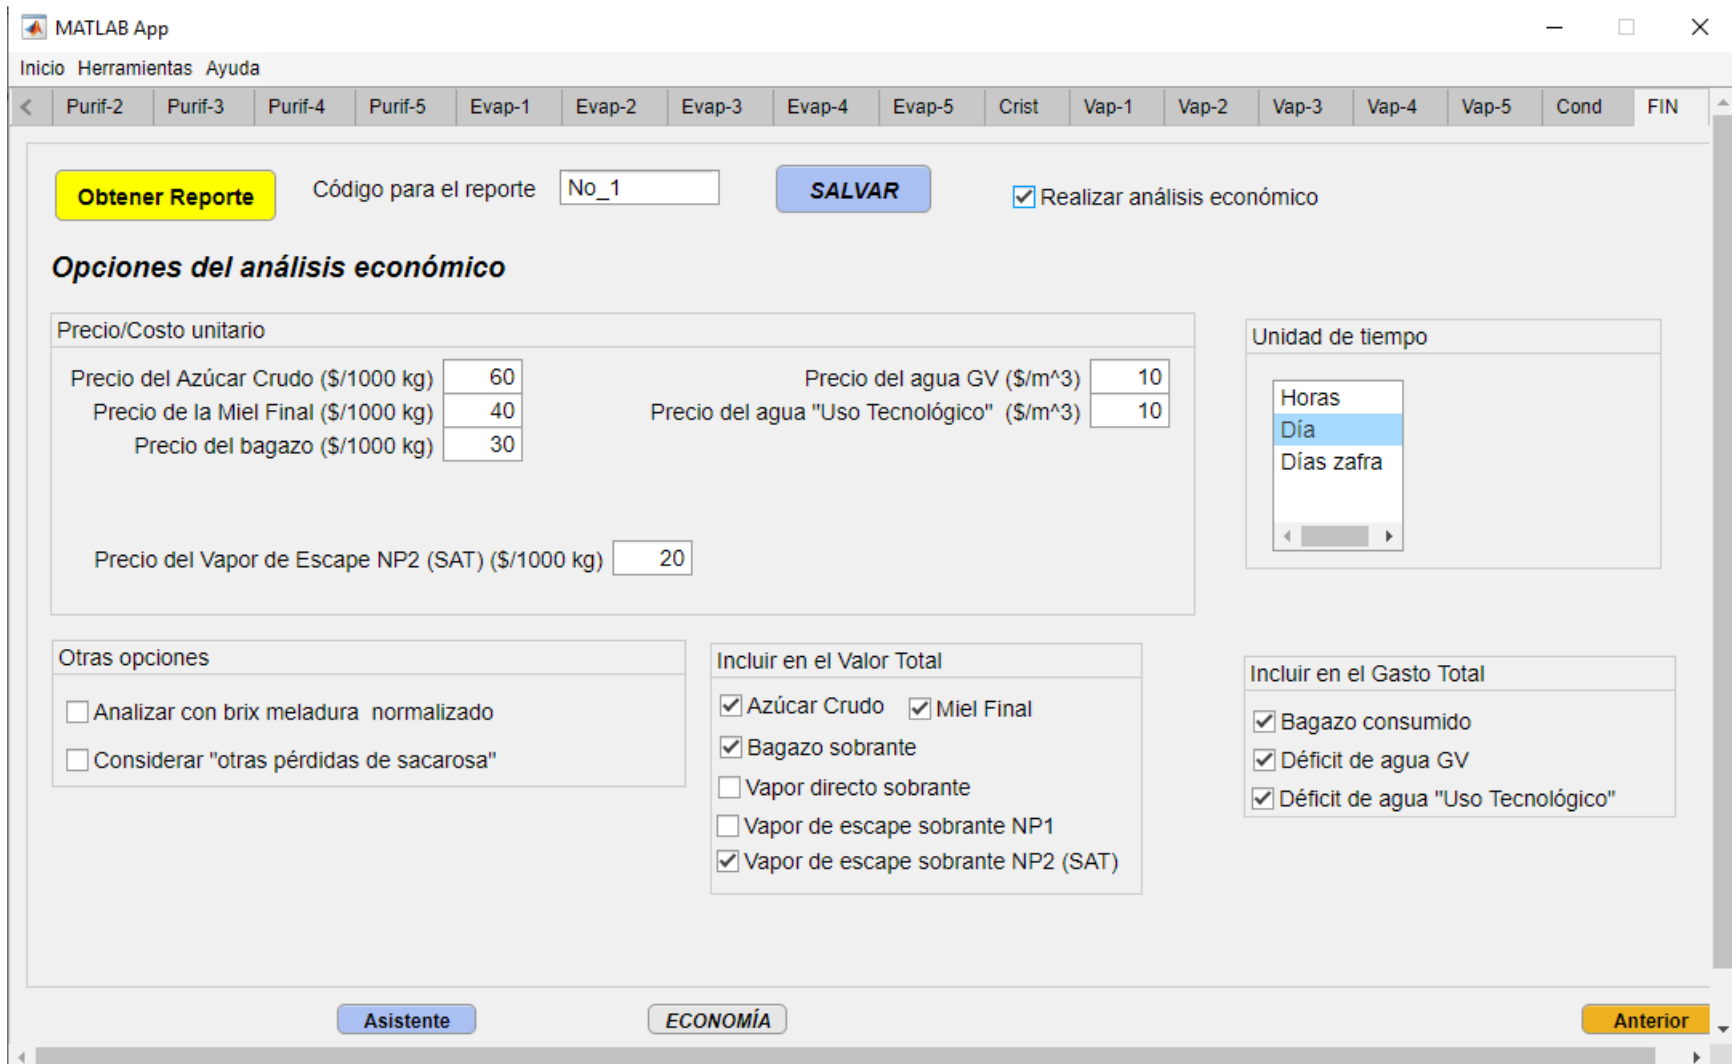 MATLAB App
Inicio Herramientas Ayuda
Purif-2 Purif-3 Purif-4 Purif-5 Evap-1 Evap-2 Evap-3 Evap-4 Evap-5 Crist Vap-1 Vap-2 Vap-3 Vap-4 Vap-5 Cond FIN
Obtener Reporte Código para el reporte No_1 SALVAR Realizar análisis económico
Opciones del análisis económico
Precio/Costo unitario
Precio del Azúcar Crudo ($/1000 kg) 60
Precio de la Miel Final ($/1000 kg) 40
Precio del bagazo ($/1000 kg) 30
Precio del agua GV ($/m^3) 10
Precio del agua "Uso Tecnológico" ($/m^3) 10
Precio del Vapor de Escape NP2 (SAT) ($/1000 kg) 20
Unidad de tiempo
Horas
Día
Días zafra
Otras opciones
Analizar con brix meladura normalizado
Considerar "otras pérdidas de sacarosa"
Incluir en el Valor Total
Azúcar Crudo Miel Final
Bagazo sobrante
Vapor directo sobrante
Vapor de escape sobrante NP1
Vapor de escape sobrante NP2 (SAT)
Incluir en el Gasto Total
Bagazo consumido
Déficit de agua GV
Déficit de agua "Uso Tecnológico"
Asistente ECONOMÍA Anterior